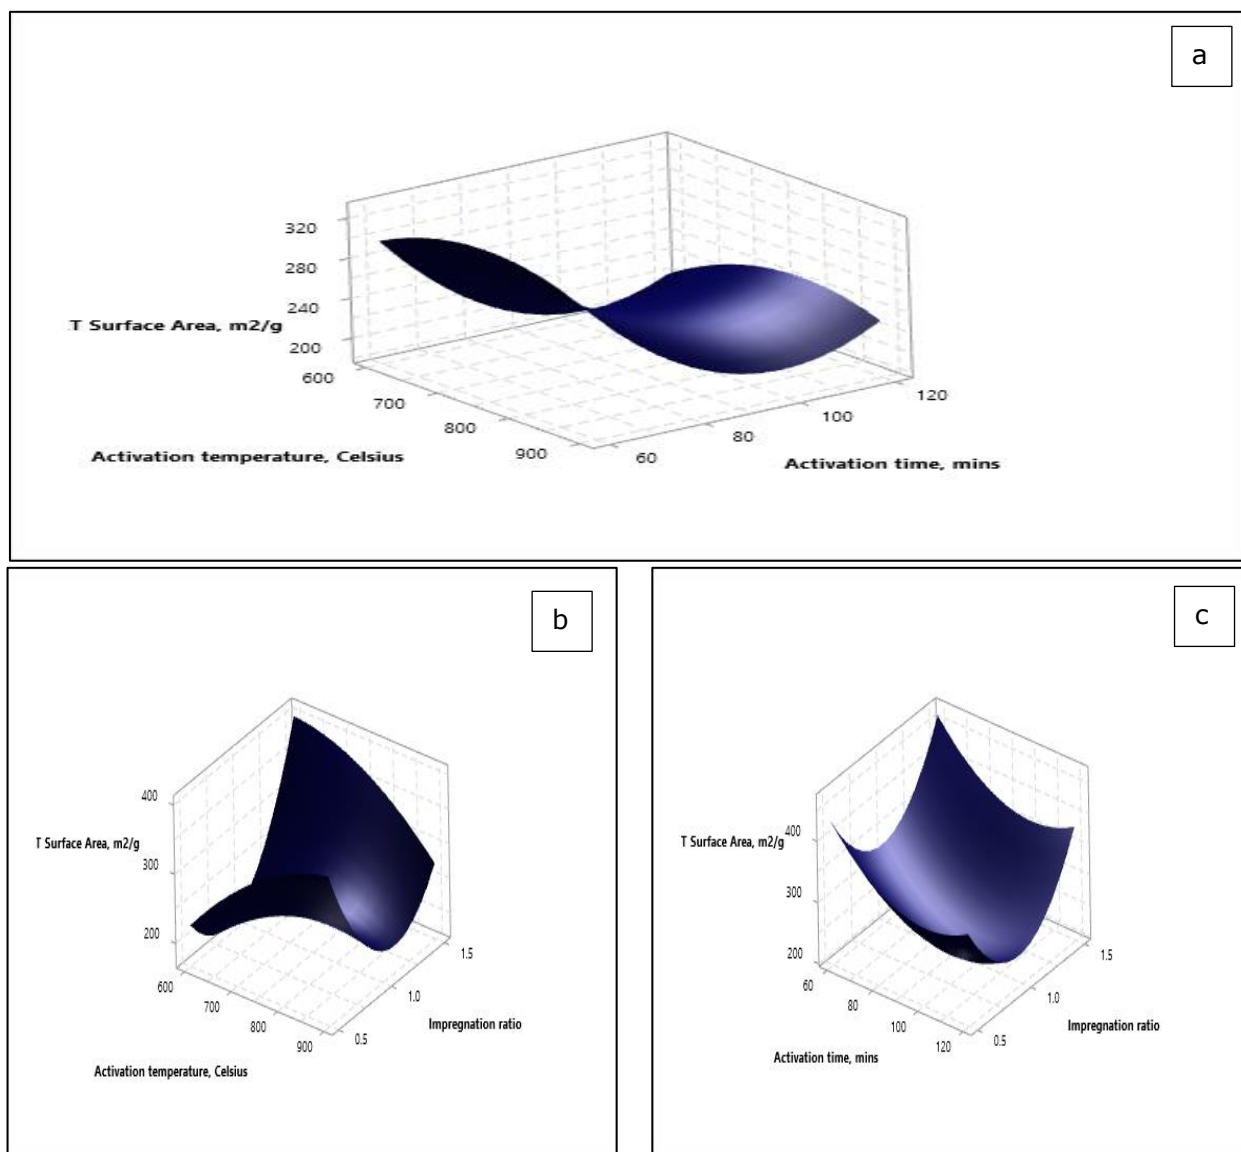 a
320
280
240
200
T Surface Area, m2/g
600
700
800
900
Activation temperature, Celsius
60
80
100
120
Activation time, mins
b
400
300
200
T Surface Area, m2/g
600
700
800
900
Activation temperature, Celsius
0.5
1.0
1.5
Impregnation ratio
c
400
300
200
T Surface Area, m2/g
60
80
100
120
Activation time, mins
0.5
1.0
1.5
Impregnation ratio